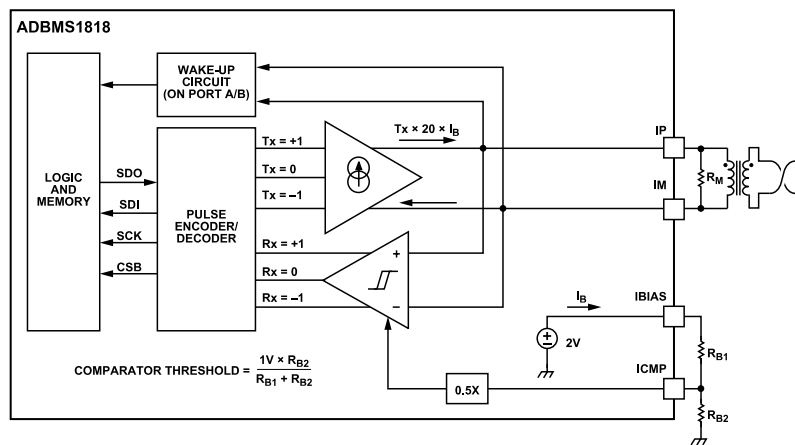 ADBMS1818
WAKE-UP
CIRCUIT
(ON PORT A/B)
Tx × 20 × IB
IP
Tx = +1
Tx = 0
Tx = –1
LOGIC
AND
MEMORY
SDO
SDI
SCK
CSB
PULSE
ENCODER/
DECODER
RM
IM
Rx = +1
Rx = 0
Rx = –1
+
–
IB
IBIAS
2V
RB1
ICMP
COMPARATOR THRESHOLD = 1V × RB2
RB1 + RB2
0.5X
RB2